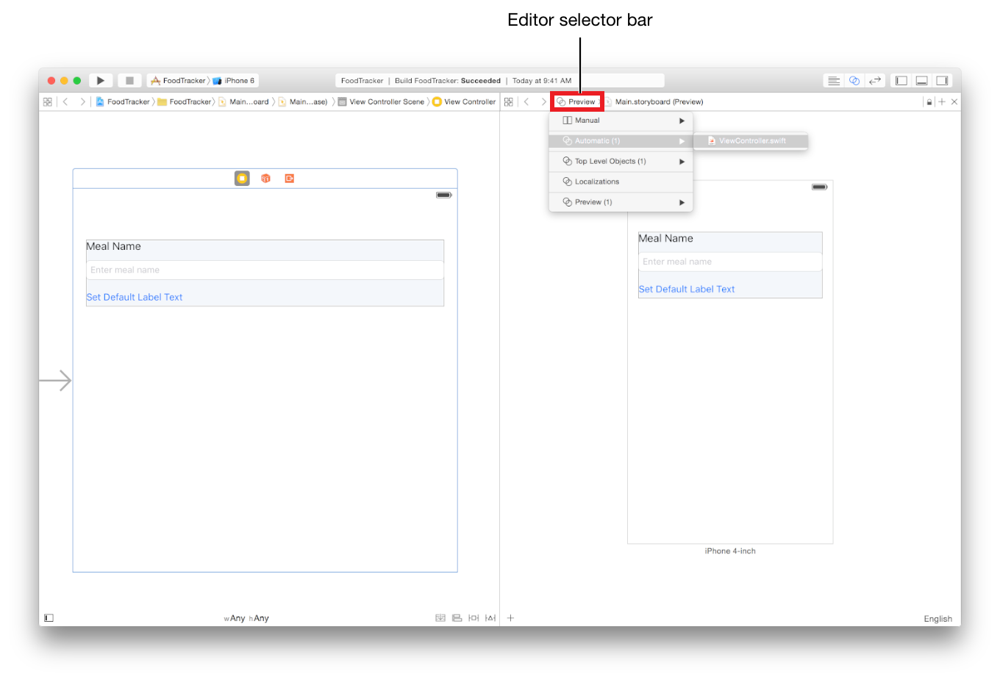 Editor selector bar
FoodTracker iPhone 6
FoodTracker | Build FoodTracker: Succeeded | Today at 9:41 AM
FoodTracker FoodTracker Main...oard Main...ase) View Controller Scene View Controller
Preview Main.storyboard (Preview)
Manual
Automatic (1) ViewController.swift
Top Level Objects (1)
Localizations
Preview (1)
Meal Name
Enter meal name
Set Default Label Text
Meal Name
Enter meal name
Set Default Label Text
iPhone 4-inch
wAny hAny
English